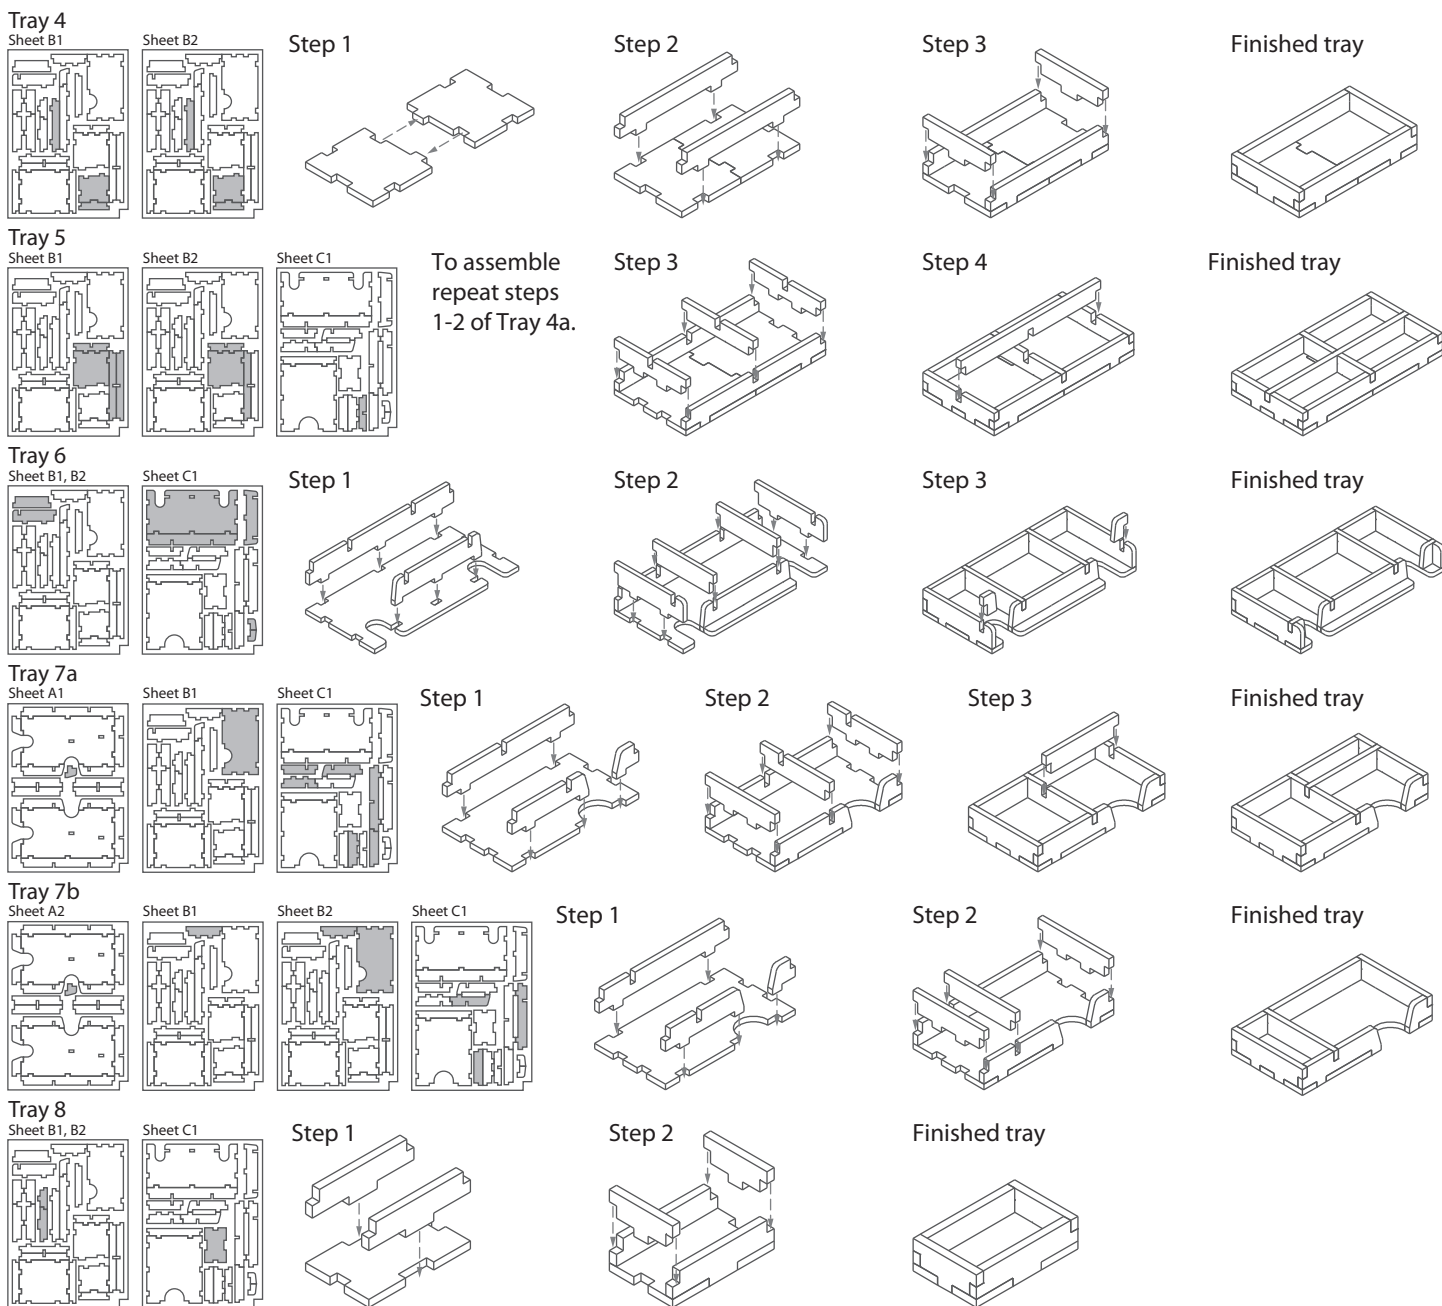 Tray 4
Sheet B1
Sheet B2
Step 1
Step 2
Step 3
Finished tray
Tray 5
Sheet B1
Sheet B2
Sheet C1
To assemble
repeat steps
1-2 of Tray 4a.
Step 3
Step 4
Finished tray
Tray 6
Sheet B1, B2
Sheet C1
Step 1
Step 2
Step 3
Finished tray
Tray 7a
Sheet A1
Sheet B1
Sheet C1
Step 1
Step 2
Step 3
Finished tray
Tray 7b
Sheet A2
Sheet B1
Sheet B2
Sheet C1
Step 1
Step 2
Finished tray
Tray 8
Sheet B1, B2
Sheet C1
Step 1
Step 2
Finished tray